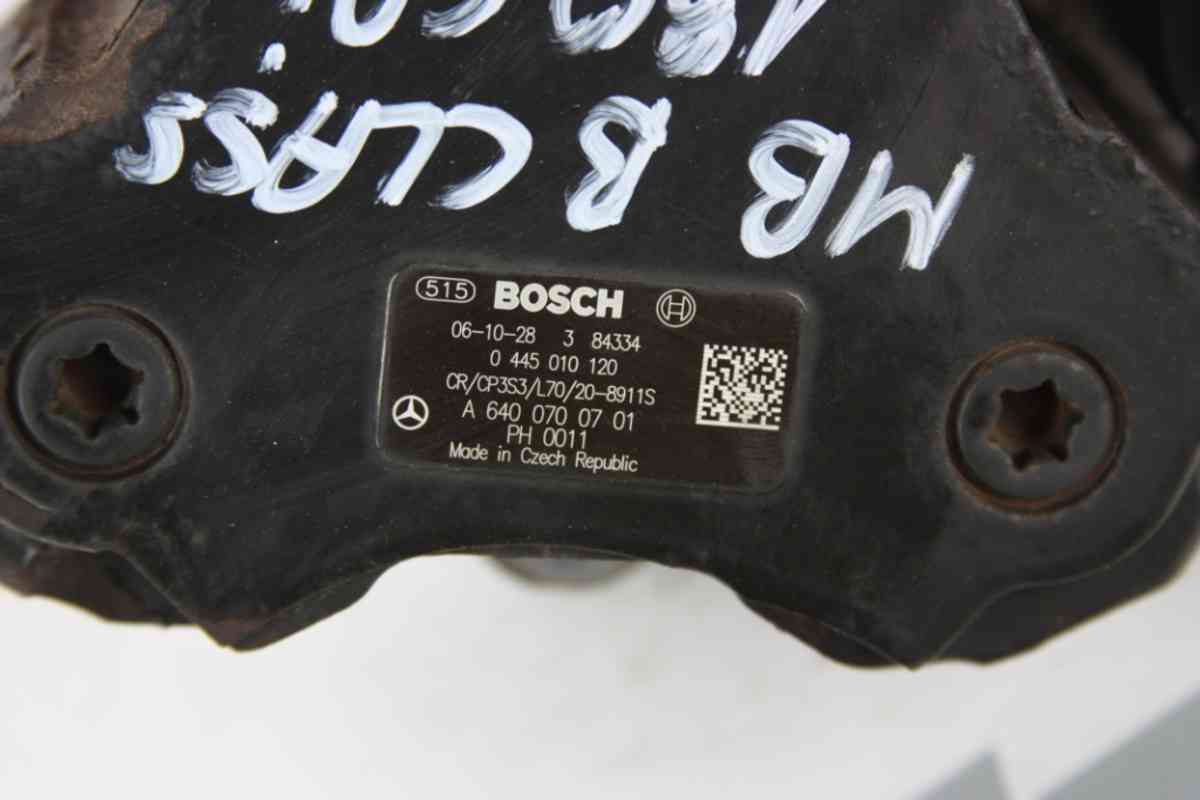 MB B CLASS
515 BOSCH
06-10-28 3 84334
0 445 010 120
CR/CP3S3/L70/20-8911S
A 640 070 07 01
PH 0011
Made in Czech Republic